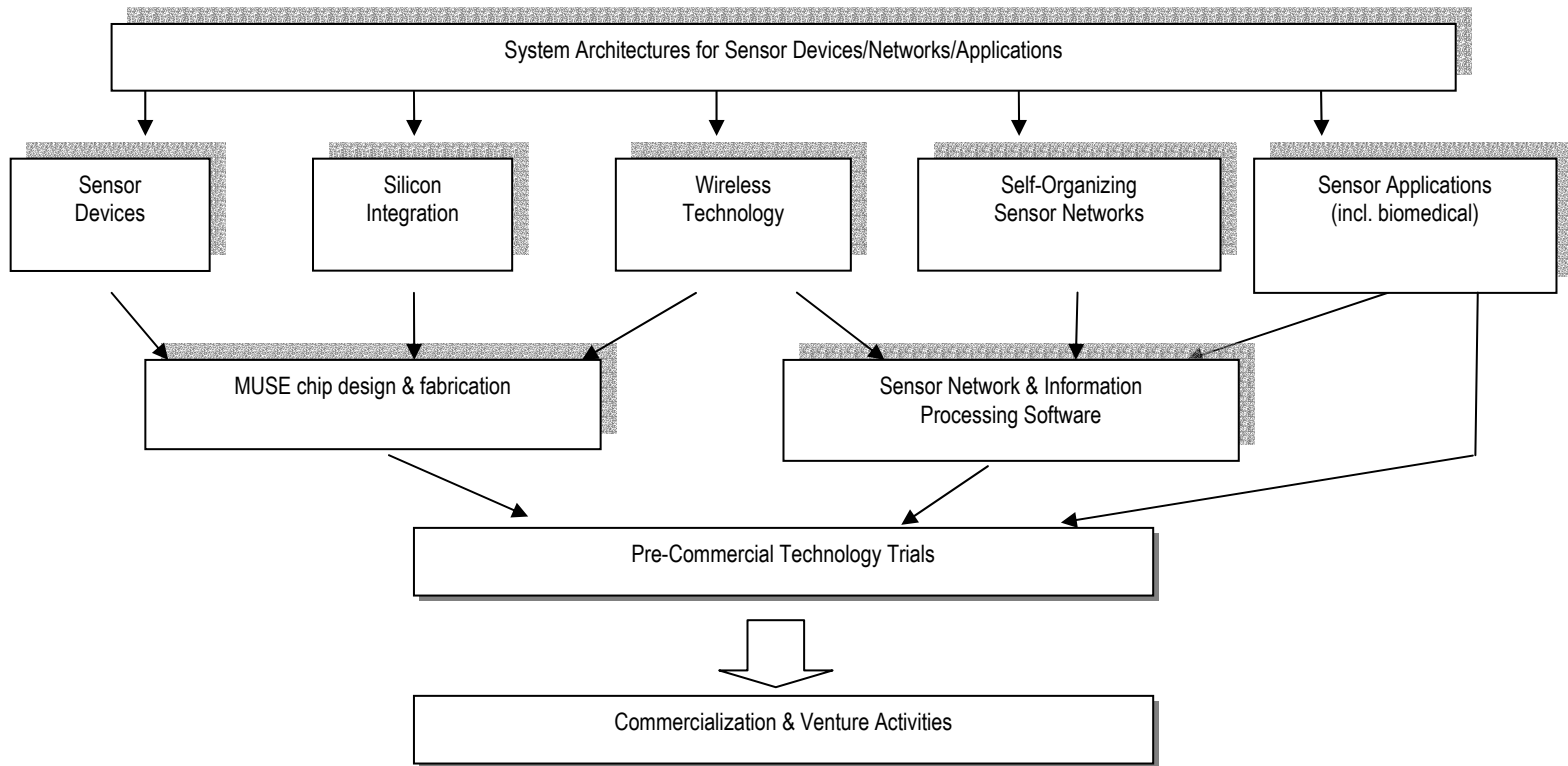 System Architectures for Sensor Devices/Networks/Applications
Sensor
Devices
Silicon
Integration
Wireless
Technology
Self-Organizing
Sensor Networks
Sensor Applications
(incl. biomedical)
MUSE chip design & fabrication
Sensor Network & Information
Processing Software
Pre-Commercial Technology Trials
Commercialization & Venture Activities